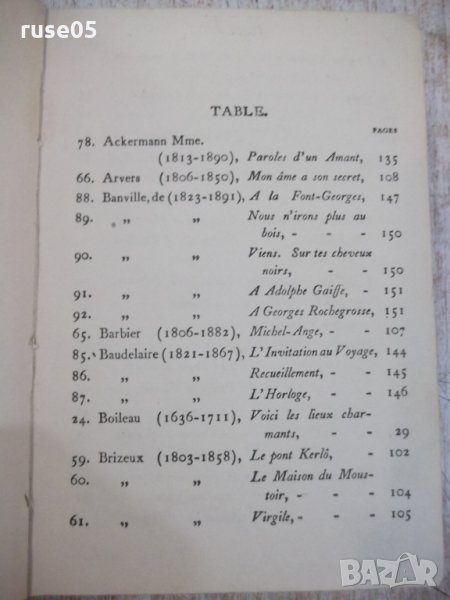 ruse05
TABLE.
PAGES
78. Ackermann Mme.
(1813-1890), Paroles d'un Amant, 135
66. Arvers (1806-1850), Mon âme a son secret, 108
88. Banville, de (1823-1891), A la Font-Georges, 147
89. „ „ Nous n'irons plus au
bois, - - - 150
90. „ „ Viens. Sur tes cheveux
noirs, - - 150
91. „ „ A Adolphe Gaiffe, - 151
92. „ „ A Georges Rochegrosse, 151
65. Barbier (1806-1882), Michel-Ange, - - 107
85. Baudelaire (1821-1867), L'Invitation au Voyage, 144
86. „ „ Recueillement, - - 145
87. „ „ L'Horloge, - - 146
24. Boileau (1636-1711), Voici les lieux char-
mants, - - 29
59. Brizeux (1803-1858), Le pont Kerlô, - - 102
60. „ „ Le Maison du Mous-
toir, - - - 104
61. „ „ Virgile, - - - 105
BAZAR
ruse05